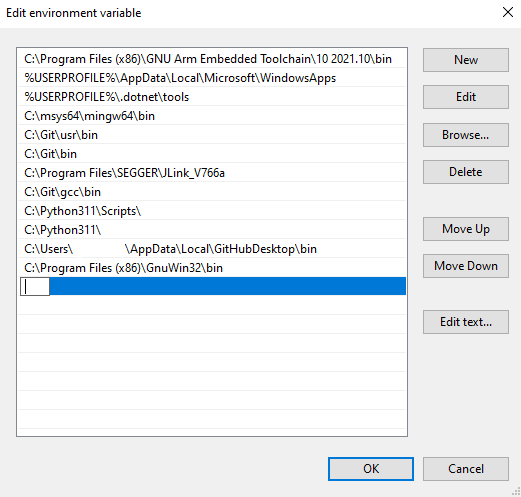 Edit environment variable
C:\Program Files (x86)\GNU Arm Embedded Toolchain\10 2021.10\bin
%USERPROFILE%\AppData\Local\Microsoft\WindowsApps
%USERPROFILE%\.dotnet\tools
C:\msys64\mingw64\bin
C:\Git\usr\bin
C:\Git\bin
C:\Program Files\SEGGER\JLink_V766a
C:\Git\gcc\bin
C:\Python311\Scripts\
C:\Python311\
C:\Users\ \AppData\Local\GitHubDesktop\bin
C:\Program Files (x86)\GnuWin32\bin
New
Edit
Browse...
Delete
Move Up
Move Down
Edit text...
OK
Cancel